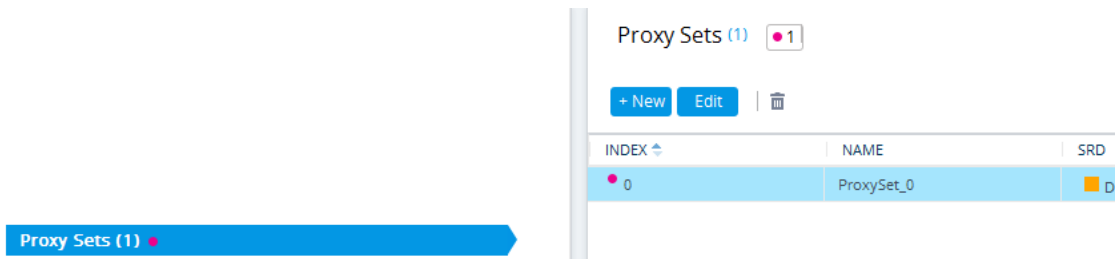 Proxy Sets (1) 1
+ New Edit
INDEX NAME SRD
0 ProxySet_0 D
Proxy Sets (1)